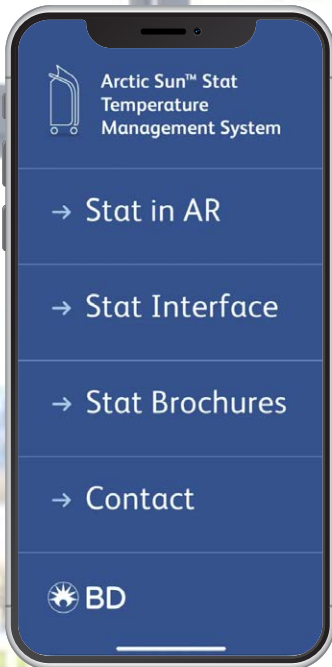 Arctic Sun™ Stat
Temperature
Management System
→ Stat in AR
→ Stat Interface
→ Stat Brochures
→ Contact
BD